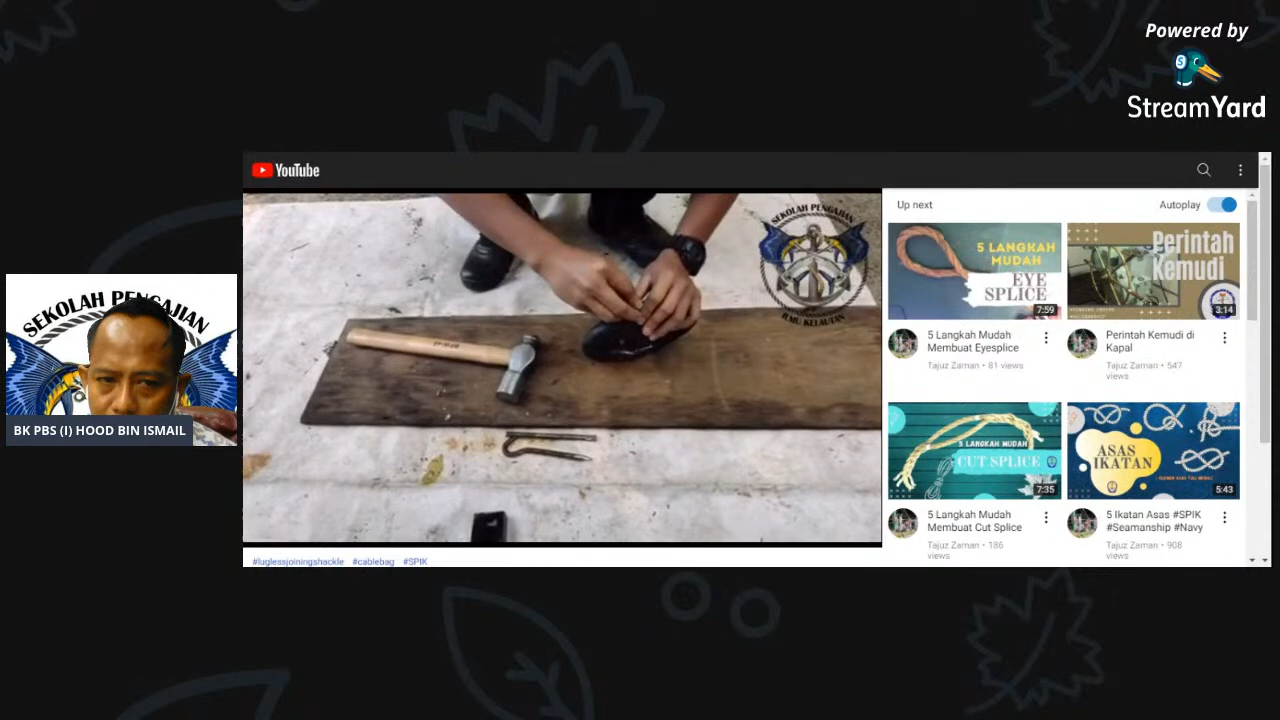 Powered by
StreamYard
YouTube
SEKOLAH PENGAJIAN
ILMU KELAUTAN
Up next
Autoplay
5 LANGKAH
MUDAH
EYE
SPLICE
7:59
5 Langkah Mudah
Membuat Eyesplice
Tajuz Zaman • 81 views
Perintah
Kemudi
3:14
Perintah Kemudi di
Kapal
Tajuz Zaman • 547
views
5 LANGKAH MUDAH
CUT SPLICE
7:35
5 Langkah Mudah
Membuat Cut Splice
Tajuz Zaman • 186
views
ASAS
IKATAN
5:43
5 Ikatan Asas #SPIK
#Seamanship #Navy
Tajuz Zaman • 908
views
#luglessjoiningshackle #cablebag #SPIK
SEKOLAH PENGAJIAN
BK PBS (I) HOOD BIN ISMAIL